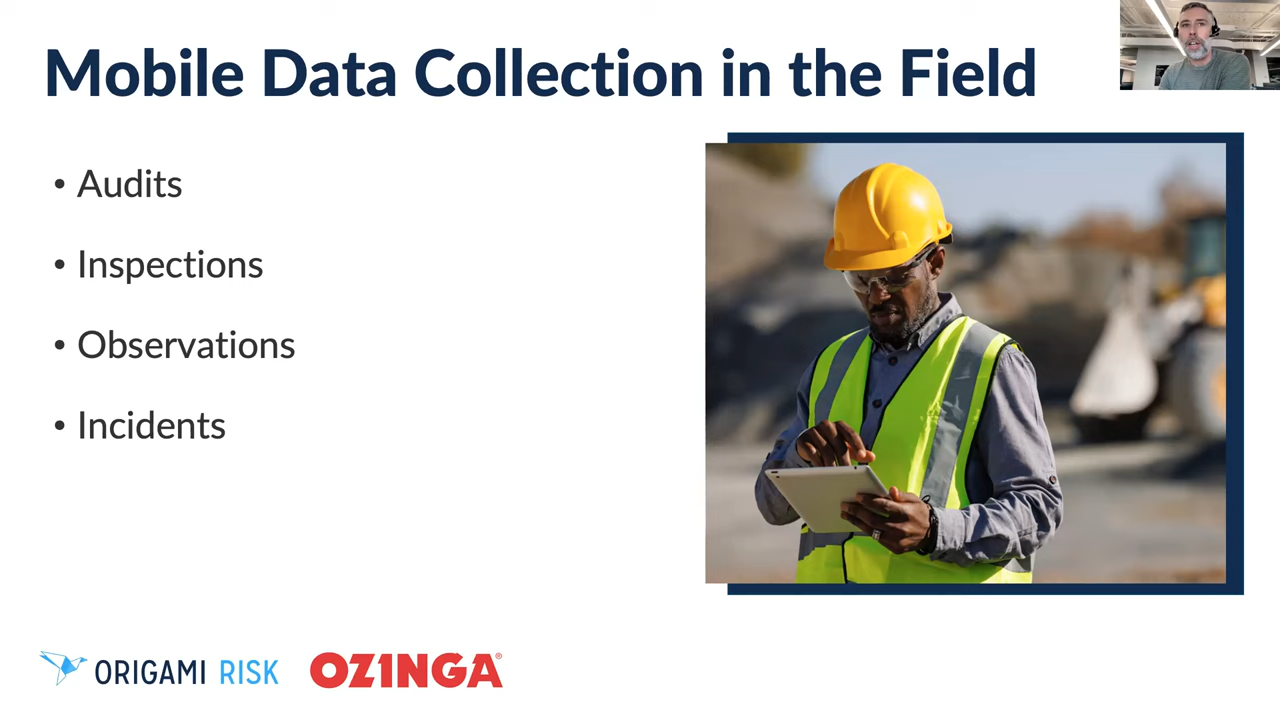 Mobile Data Collection in the Field
• Audits
• Inspections
• Observations
• Incidents
ORIGAMI RISK
OZINGA®